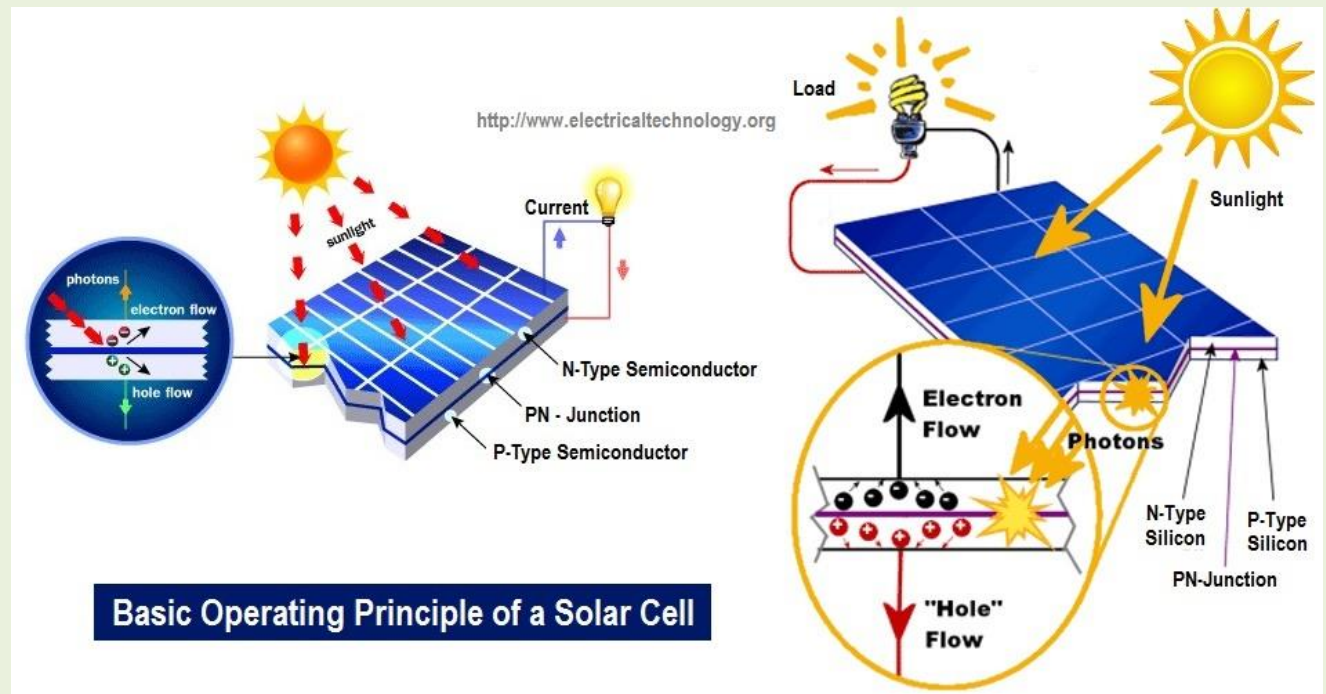 Load
http://www.electricaltechnology.org
Sunlight
Current
sunlight
photons
electron flow
hole flow
N-Type Semiconductor
PN - Junction
P-Type Semiconductor
Electron
Flow
Photons
N-Type
Silicon
P-Type
Silicon
PN-Junction
"Hole"
Flow
Basic Operating Principle of a Solar Cell